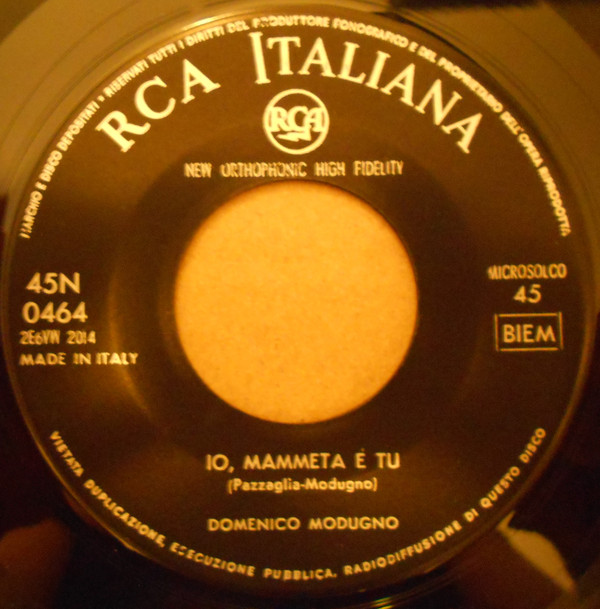 MARCHIO E DISCO DEPOSITATI • RISERVATI TUTTI I DIRITTI DEL PRODUTTORE FONOGRAFICO E DEL PROPRIETARIO DELL'OPERA RIPRODOTTA.
RCA ITALIANA
RCA
NEW ORTHOPHONIC HIGH FIDELITY
45N
0464
2E6VW 2014
MADE IN ITALY
MICROSOLCO
45
BIEM
IO, MAMMETA É TU
(Pazzaglia-Modugno)
DOMENICO MODUGNO
VIETATA DUPLICAZIONE, ESECUZIONE PUBBLICA, RADIODIFFUSIONE DI QUESTO DISCO